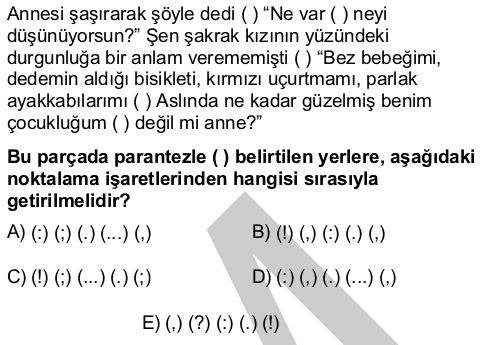 Annesi şaşırarak şöyle dedi ( ) “Ne var ( ) neyi
düşünüyorsun?” Şen şakrak kızının yüzündeki
durgunluğa bir anlam verememişti ( ) “Bez bebeğimi,
dedemin aldığı bisikleti, kırmızı uçurtmamı, parlak
ayakkabılarımı ( ) Aslında ne kadar güzelmiş benim
çocukluğum ( ) değil mi anne?”
Bu parçada parantezle ( ) belirtilen yerlere, aşağıdaki
noktalama işaretlerinden hangisi sırasıyla
getirilmelidir?
A) (:) (;) (.) (...) (,) B) (!) (,) (:) (.) (,)
C) (!) (;) (...) (.) (;) D) (:) (,) (.) (...) (,)
E) (,) (?) (:) (.) (!)